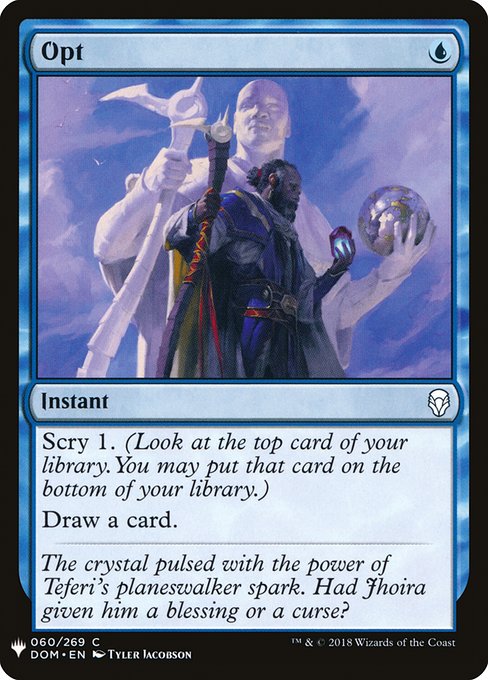 Opt
Instant
Scry 1. (Look at the top card of your
library. You may put that card on the
bottom of your library.)
Draw a card.
The crystal pulsed with the power of
Teferi's planeswalker spark. Had Jhoira
given him a blessing or a curse?
060/269 C
DOM • EN Tyler Jacobson
™ & © 2018 Wizards of the Coast